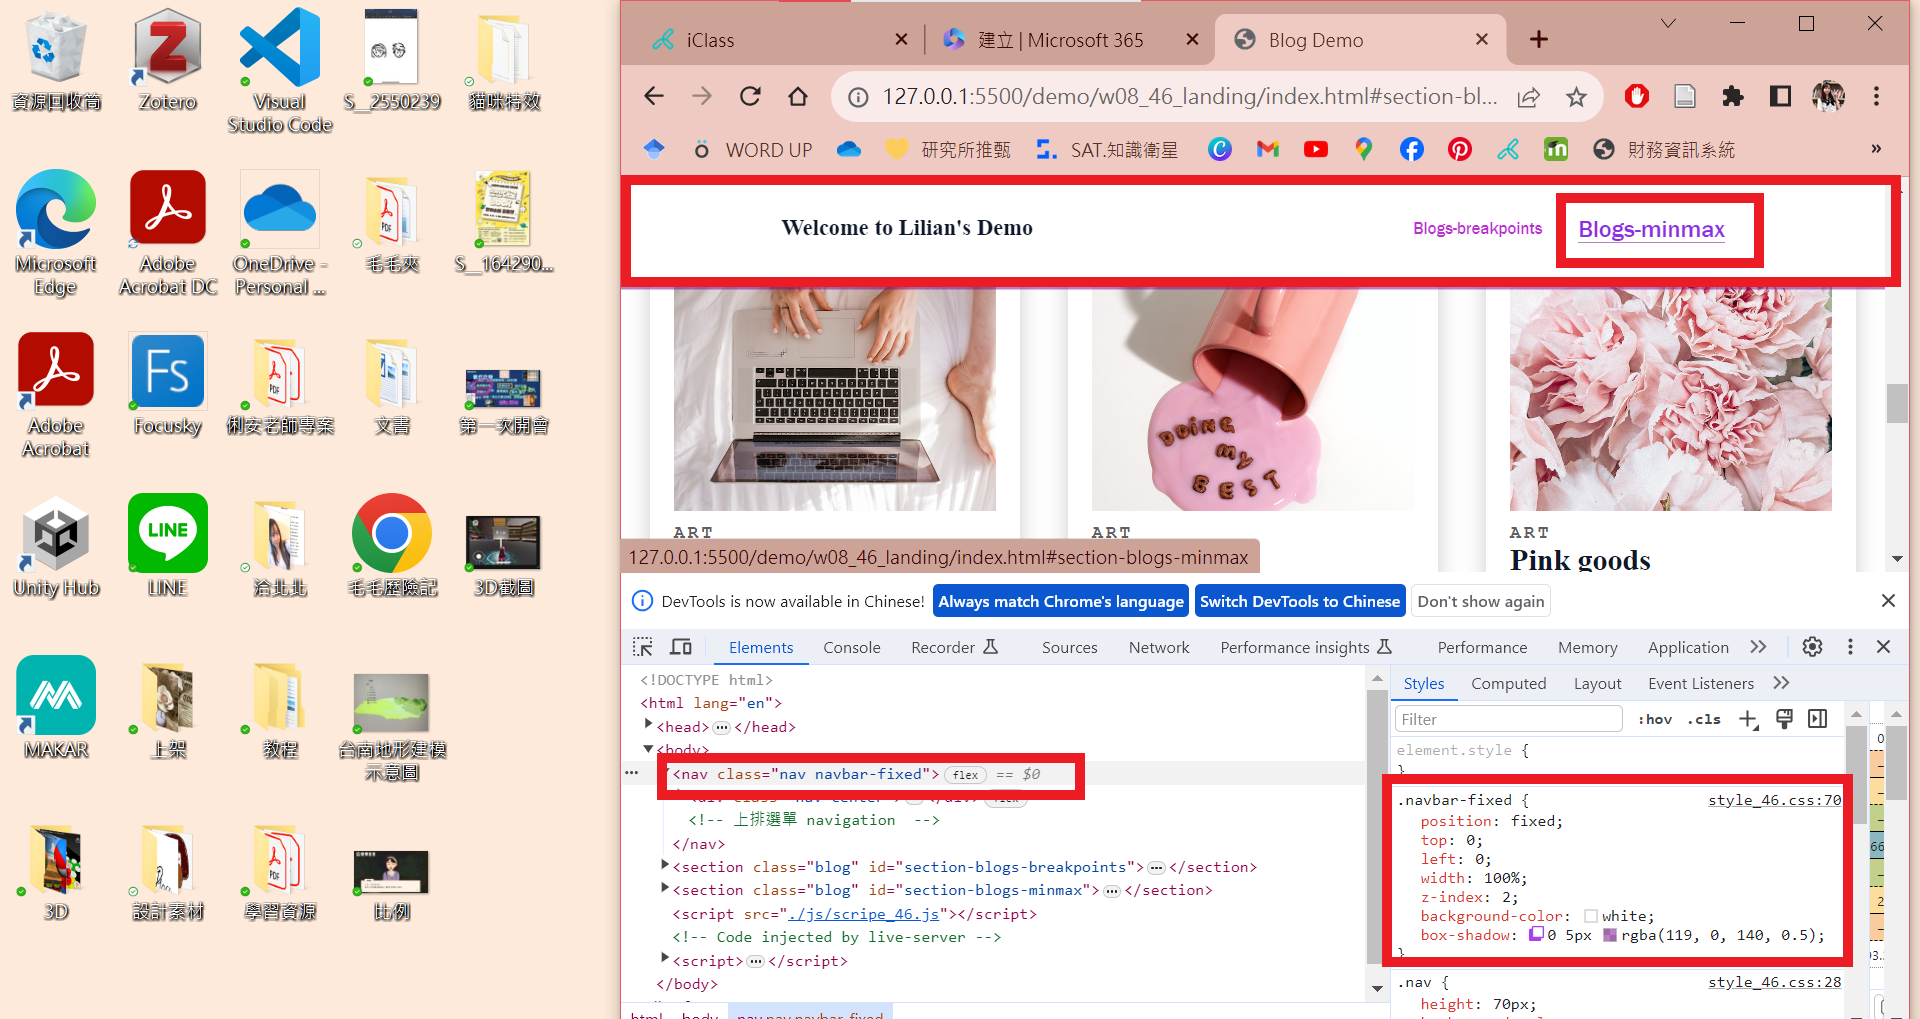 資源回收筒
Zotero
Visual
Studio Code
S__2550239
貓咪特效
Microsoft
Edge
Adobe
Acrobat DC
OneDrive -
Personal ...
毛毛夾
S__164290...
Adobe
Acrobat
Focusky
俐安老師專案
文書
第一次開會
Unity Hub
LINE
洽北北
毛毛歷險記
3D截圖
MAKAR
上架
教程
台南地形建模
示意圖
3D
設計素材
學習資源
比例
iClass
建立 | Microsoft 365
Blog Demo
127.0.0.1:5500/demo/w08_46_landing/index.html#section-bl...
WORD UP
研究所推甄
SAT.知識衛星
財務資訊系統
»
Welcome to Lilian's Demo
Blogs-breakpoints
Blogs-minmax
DOING
my
BEST
ART
ART
ART
Pink goods
127.0.0.1:5500/demo/w08_46_landing/index.html#section-blogs-minmax
DevTools is now available in Chinese!
Always match Chrome's language
Switch DevTools to Chinese
Don't show again
Elements
Console
Recorder
Sources
Network
Performance insights
Performance
Memory
Application
<!DOCTYPE html>
<html lang="en">
<head>…</head>
<body>
<nav class="nav navbar-fixed"> flex == $0
<!-- 上排選單 navigation -->
</nav>
<section class="blog" id="section-blogs-breakpoints">…</section>
<section class="blog" id="section-blogs-minmax">…</section>
<script src="./js/scripe_46.js"></script>
<!-- Code injected by live-server -->
<script>…</script>
</body>
html body nav.nav.navbar-fixed
Styles
Computed
Layout
Event Listeners
Filter
:hov .cls
element.style {
}
.navbar-fixed {
style_46.css:70
position: fixed;
top: 0;
left: 0;
width: 100%;
z-index: 2;
background-color: white;
box-shadow: 0 5px rgba(119, 0, 140, 0.5);
}
.nav {
style_46.css:28
height: 70px;